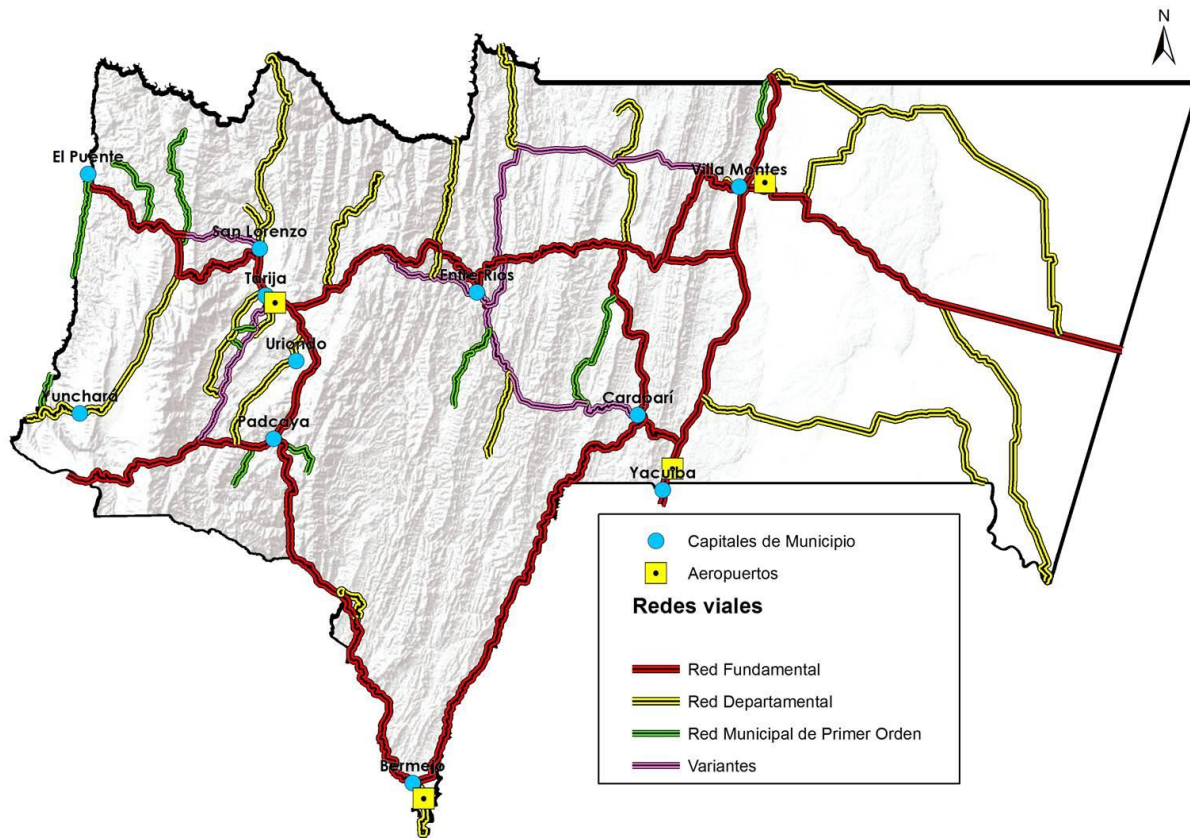 N
El Puente
Villa Montes
San Lorenzo
Tarija
Entre Ríos
Uriondo
Yunchará
Caraparí
Padcaya
Yacuiba
Bermejo
Capitales de Municipio
Aeropuertos
Redes viales
Red Fundamental
Red Departamental
Red Municipal de Primer Orden
Variantes